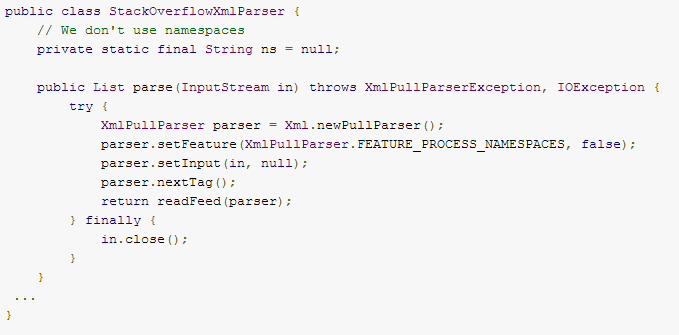 public class StackOverflowXmlParser {
    // We don't use namespaces
    private static final String ns = null;

    public List parse(InputStream in) throws XmlPullParserException, IOException {
        try {
            XmlPullParser parser = Xml.newPullParser();
            parser.setFeature(XmlPullParser.FEATURE_PROCESS_NAMESPACES, false);
            parser.setInput(in, null);
            parser.nextTag();
            return readFeed(parser);
        } finally {
            in.close();
        }
    }
 ...
}